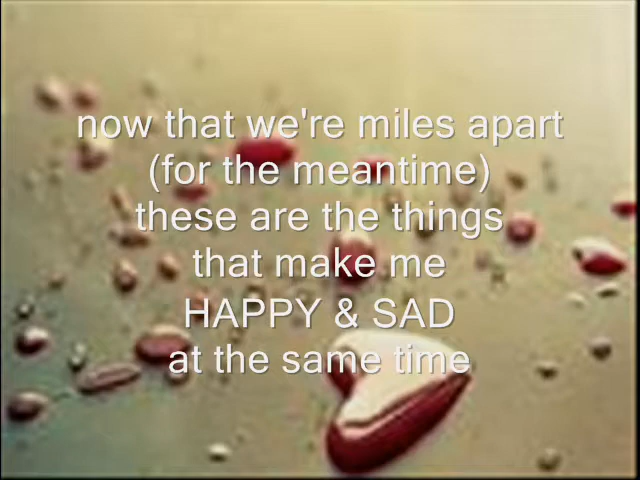 now that we're miles apart
(for the meantime)
these are the things
that make me
HAPPY & SAD
at the same time